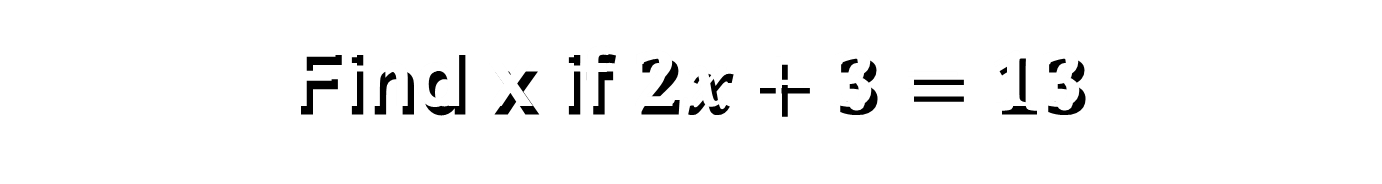 Find x if 2x + 3 = 13